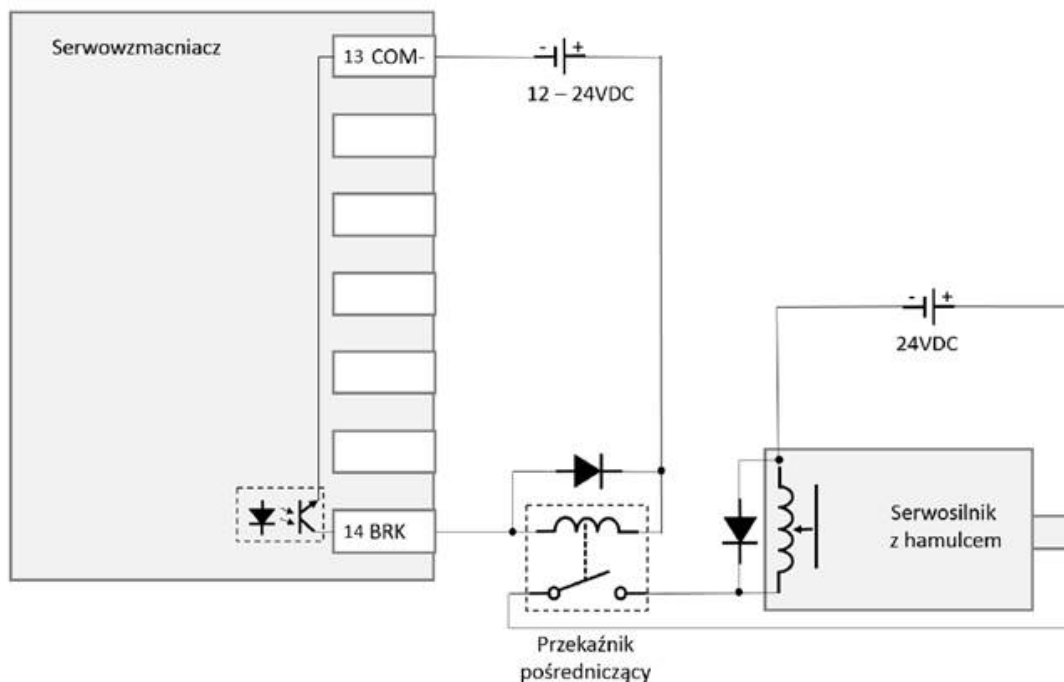 Serwowzmacniacz
13 COM-
- +
12 – 24VDC
- +
24VDC
Serwosilnik
z hamulcem
14 BRK
Przekaźnik
pośredniczący